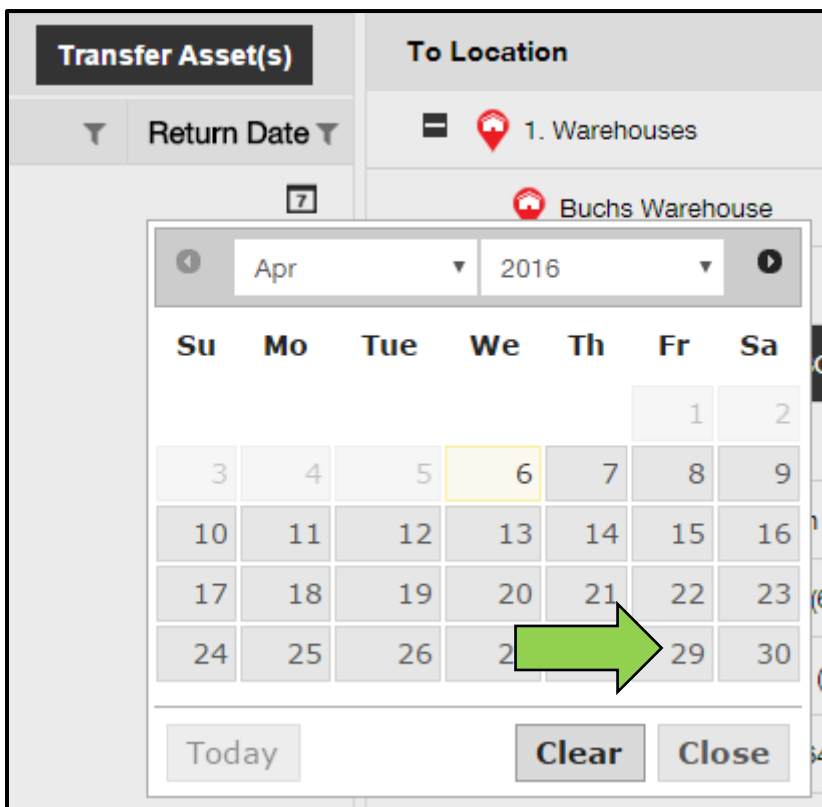 Transfer Asset(s) To Location
Return Date 1. Warehouses
7
Buchs Warehouse
Apr 2016
Su Mo Tue We Th Fr Sa
1 2
3 4 5 6 7 8 9
10 11 12 13 14 15 16
17 18 19 20 21 22 23
24 25 26 29 30
Today Clear Close